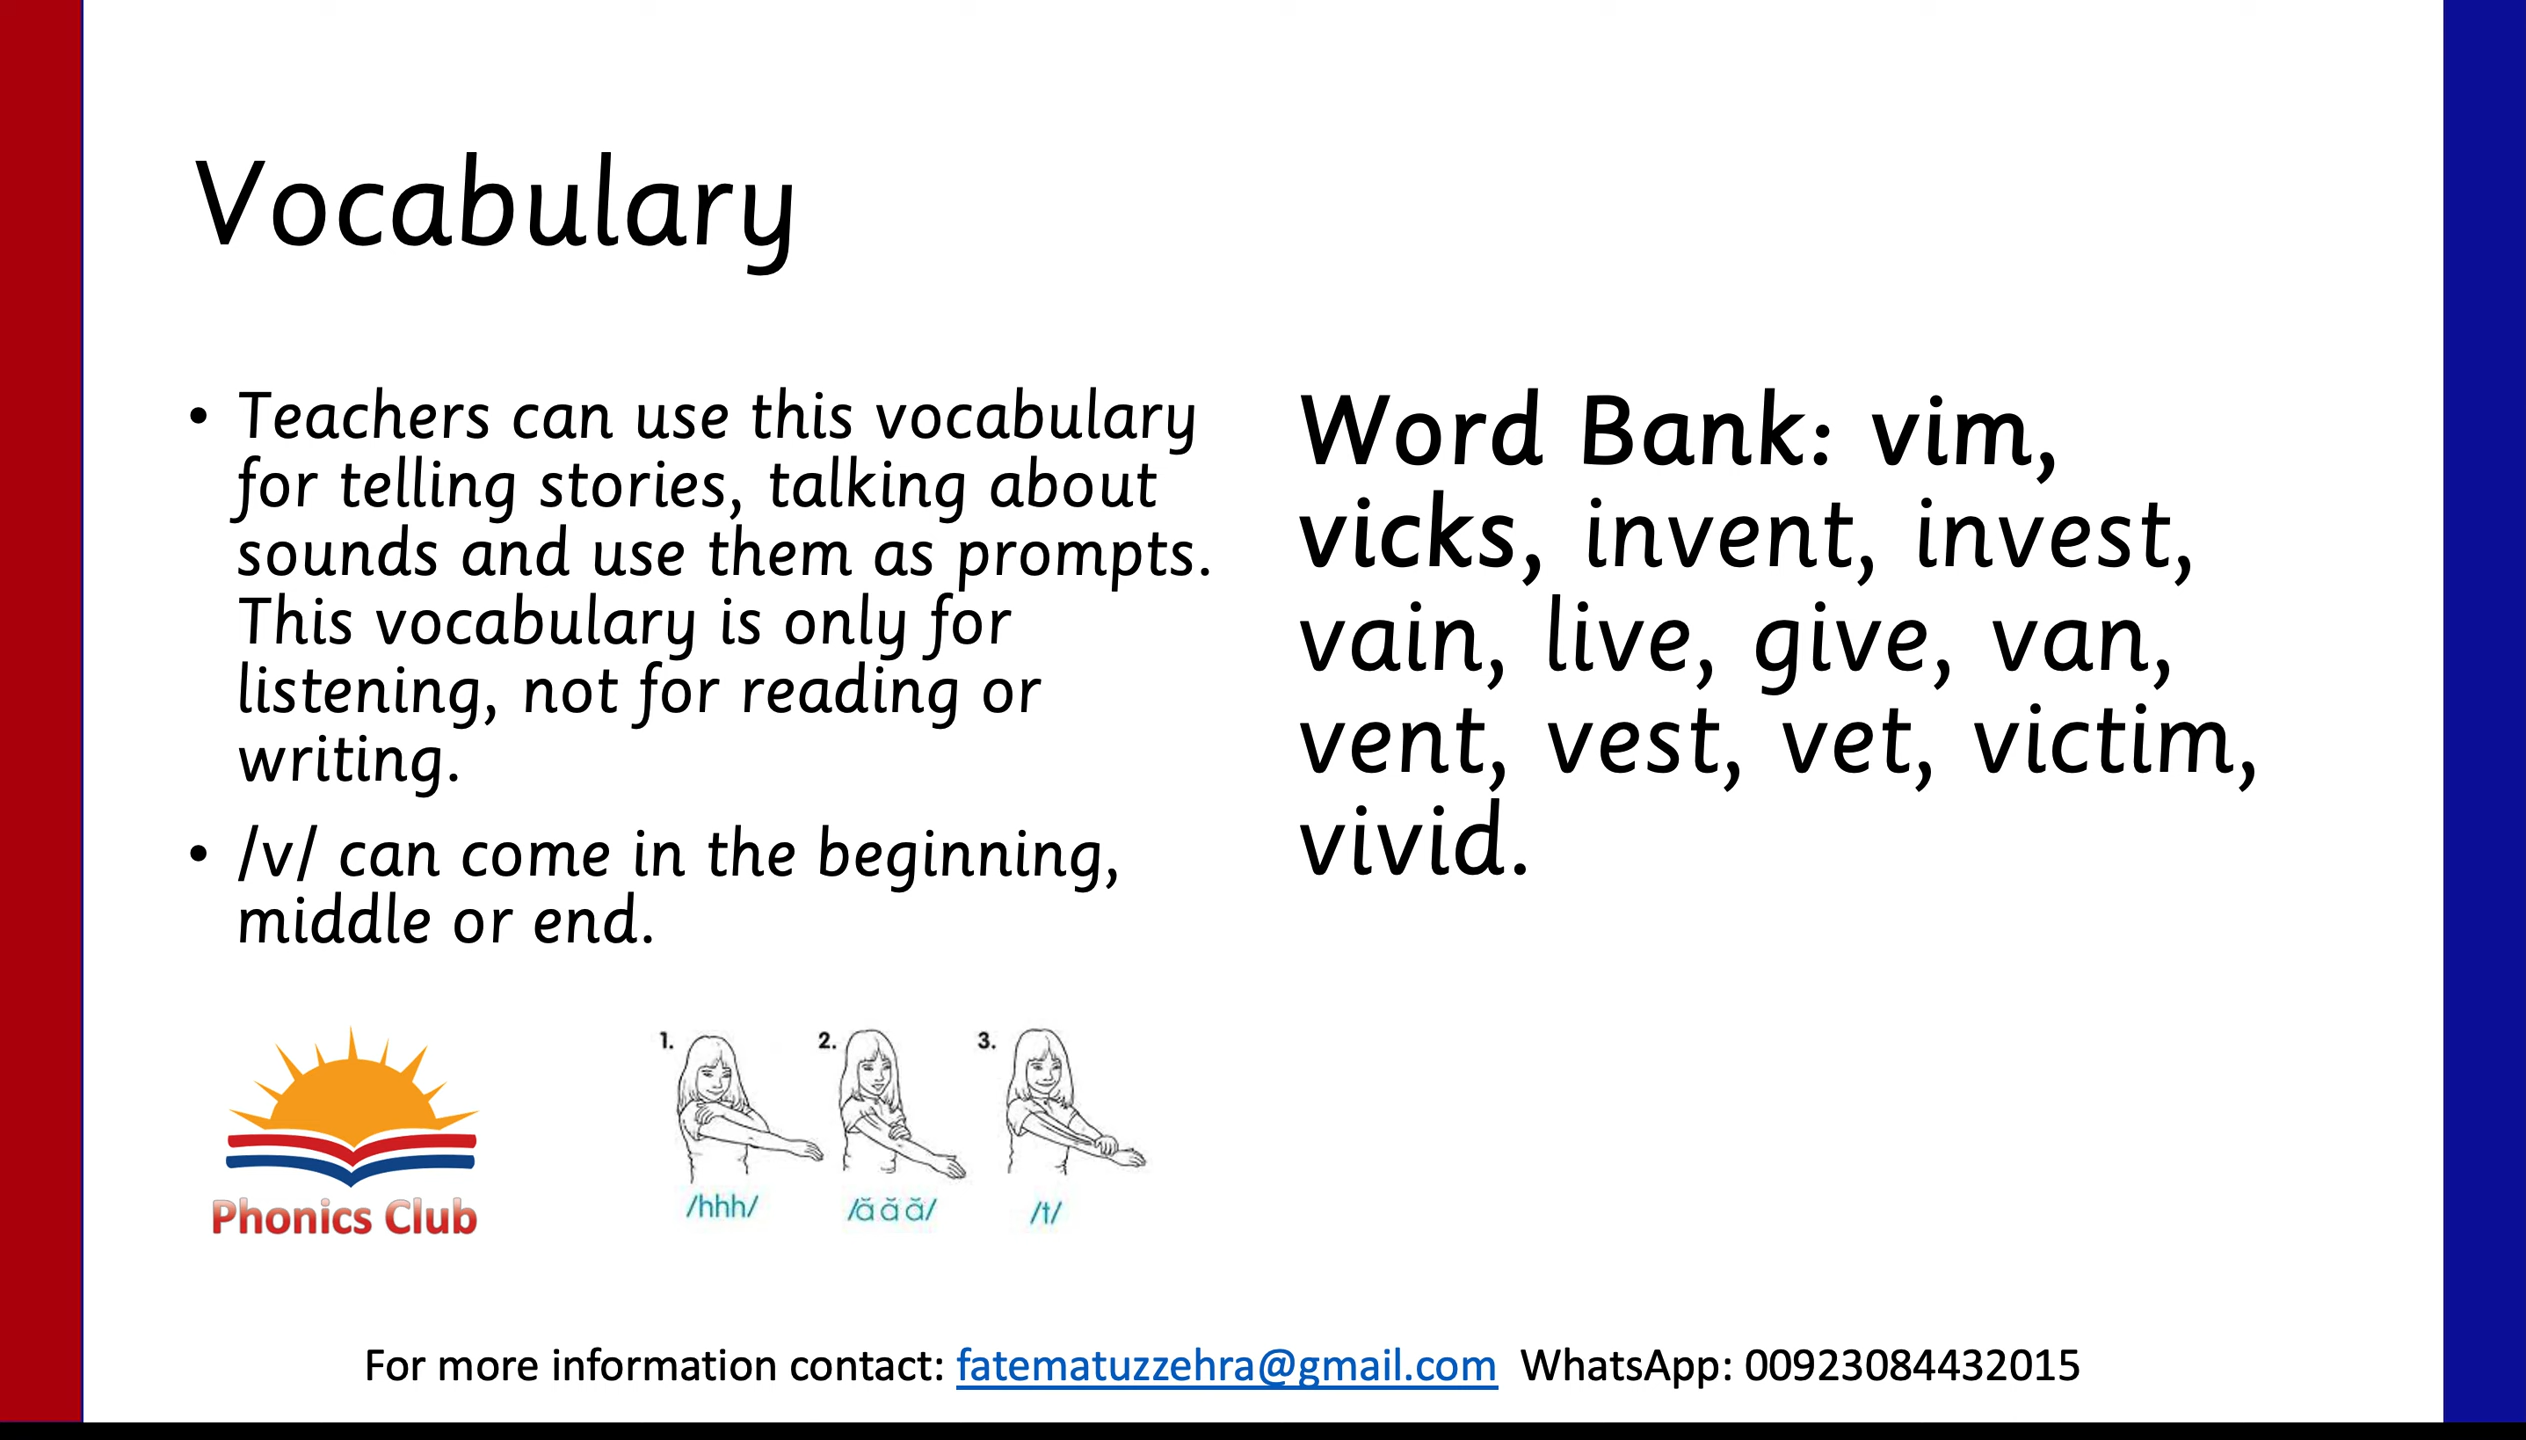 Vocabulary
• Teachers can use this vocabulary
for telling stories, talking about
sounds and use them as prompts.
This vocabulary is only for
listening, not for reading or
writing.
• /v/ can come in the beginning,
middle or end.
Word Bank: vim,
vicks, invent, invest,
vain, live, give, van,
vent, vest, vet, victim,
vivid.
Phonics Club
1. 2. 3.
/hhh/ /ă ă ă/ /t/
For more information contact: fatematuzzehra@gmail.com WhatsApp: 00923084432015